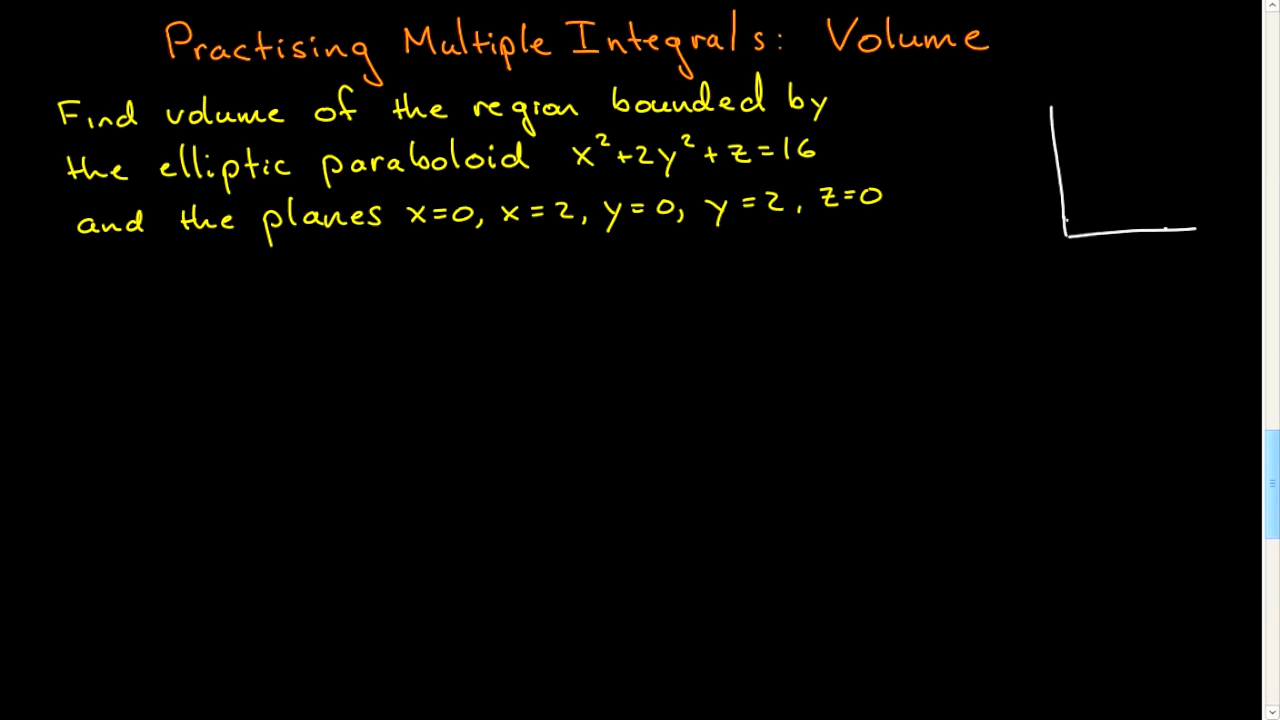 Practising Multiple Integrals: Volume
Find volume of the region bounded by
the elliptic paraboloid x²+2y²+z=16
and the planes x=0, x=2, y=0, y=2, z=0